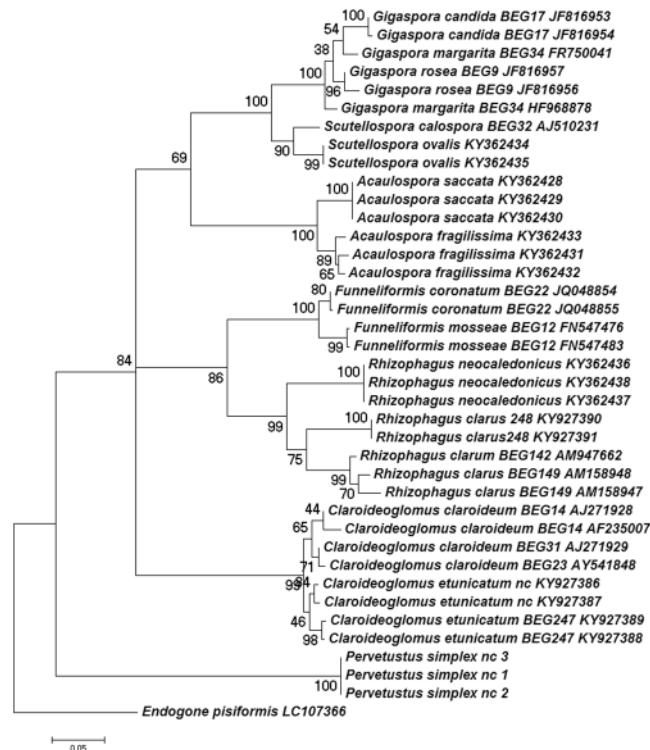 100
Gigaspora candida BEG17 JF816953
54
Gigaspora candida BEG17 JF816954
38
Gigaspora margarita BEG34 FR750041
100
Gigaspora rosea BEG9 JF816957
96
Gigaspora rosea BEG9 JF816956
100
Gigaspora margarita BEG34 HF968878
Scutellospora calospora BEG32 AJ510231
90
Scutellospora ovalis KY362434
69
99
Scutellospora ovalis KY362435
Acaulospora saccata KY362428
100
Acaulospora saccata KY362429
Acaulospora saccata KY362430
100
Acaulospora fragilissima KY362433
89
Acaulospora fragilissima KY362431
65
Acaulospora fragilissima KY362432
80
Funneliformis coronatum BEG22 JQ048854
100
Funneliformis coronatum BEG22 JQ048855
Funneliformis mosseae BEG12 FN547476
99
Funneliformis mosseae BEG12 FN547483
84
86
Rhizophagus neocaledonicus KY362436
100
Rhizophagus neocaledonicus KY362438
Rhizophagus neocaledonicus KY362437
99
100
Rhizophagus clarus 248 KY927390
Rhizophagus clarus248 KY927391
75
Rhizophagus clarum BEG142 AM947662
99
Rhizophagus clarus BEG149 AM158948
70
Rhizophagus clarus BEG149 AM158947
44
Claroideoglomus claroideum BEG14 AJ271928
65
Claroideoglomus claroideum BEG14 AF235007
Claroideoglomus claroideum BEG31 AJ271929
71
Claroideoglomus claroideum BEG23 AY541848
99
Claroideoglomus etunicatum nc KY927386
Claroideoglomus etunicatum nc KY927387
46
Claroideoglomus etunicatum BEG247 KY927389
98
Claroideoglomus etunicatum BEG247 KY927388
Pervetustus simplex nc 3
Pervetustus simplex nc 1
100
Pervetustus simplex nc 2
Endogone pisiformis LC107366
0.05